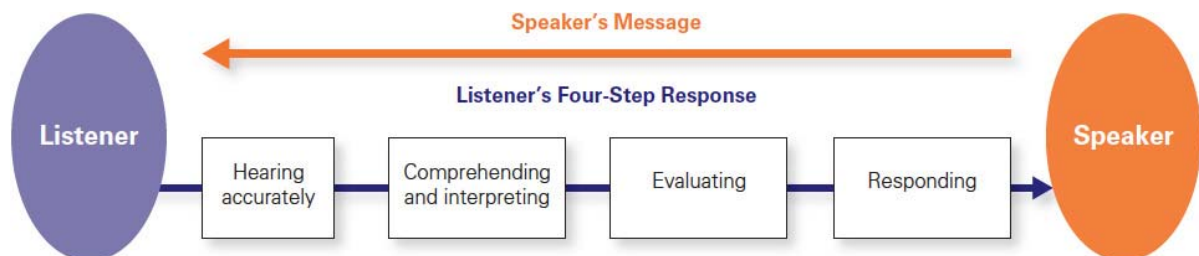 Speaker’s Message
Listener’s Four-Step Response
Listener
Hearing
accurately
Comprehending
and interpreting
Evaluating
Responding
Speaker